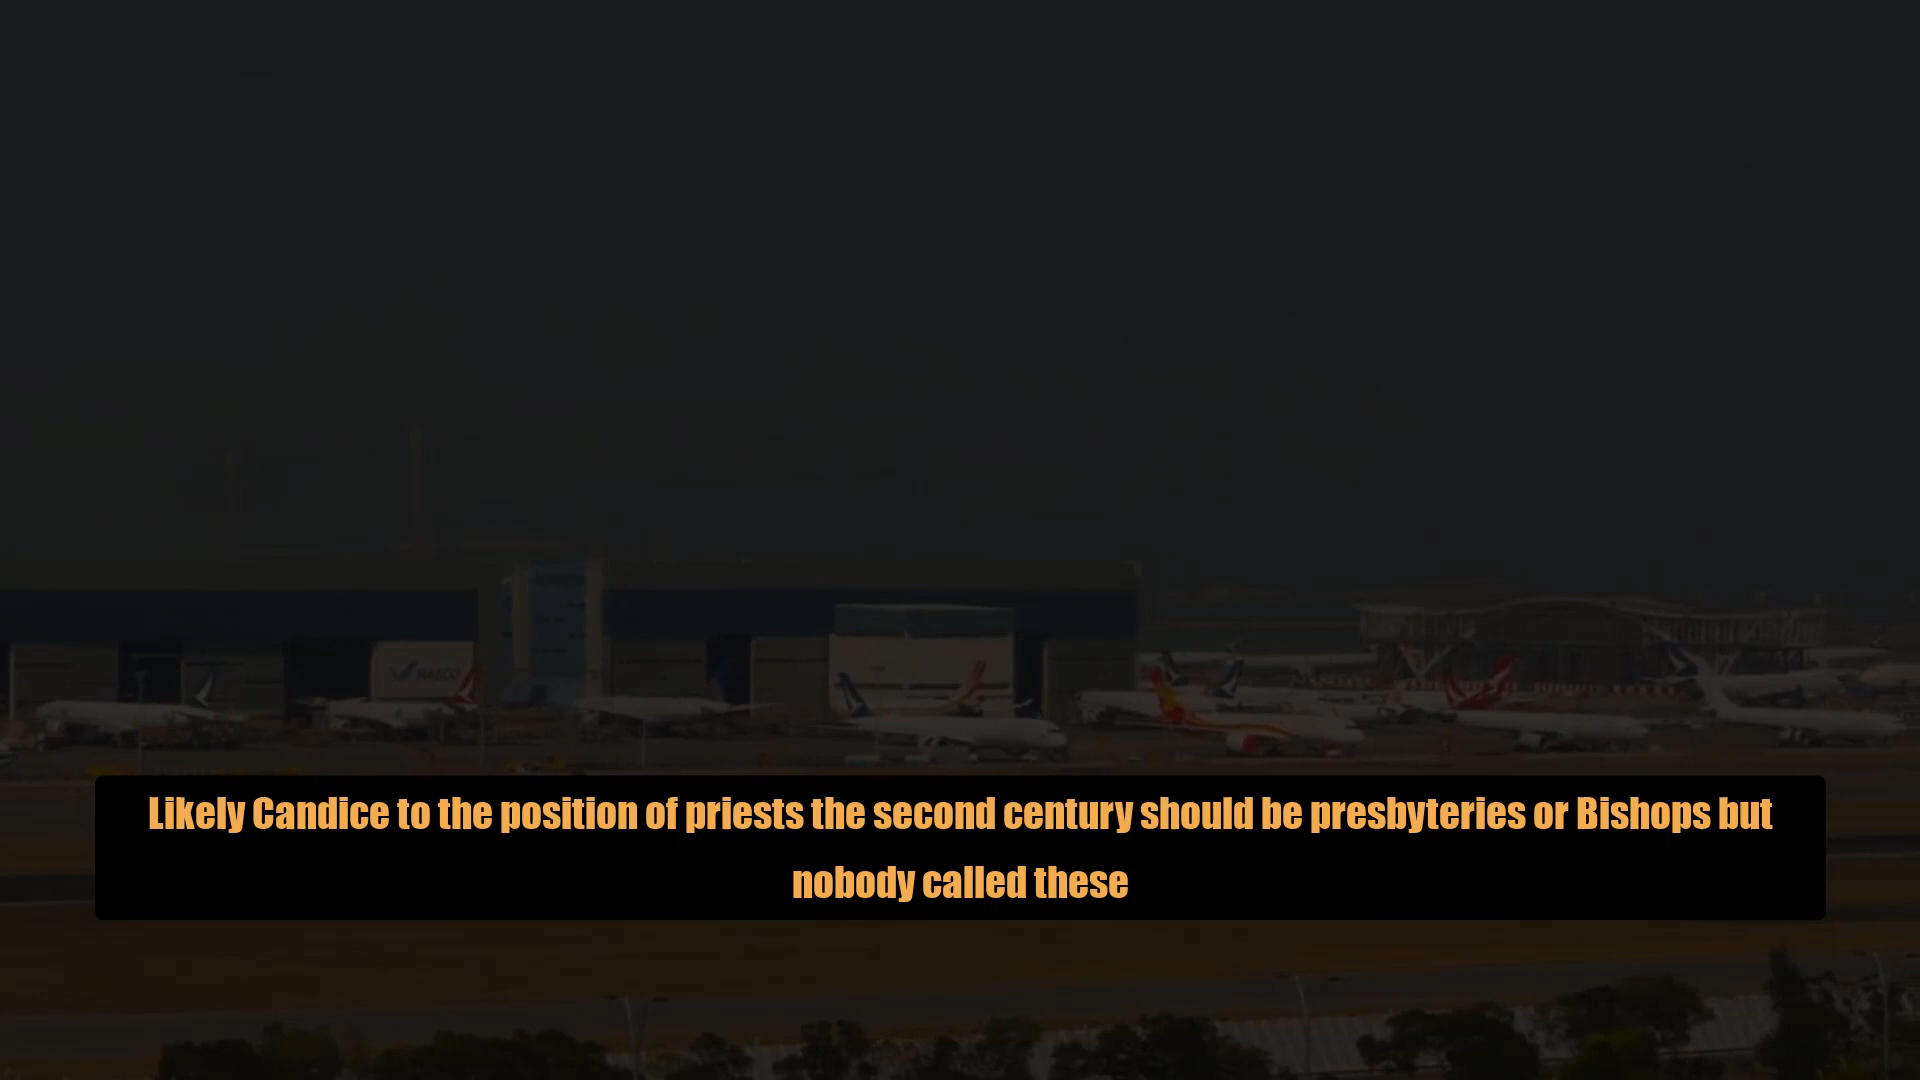 HAECO
Likely Candice to the position of priests the second century should be presbyteries or Bishops but
nobody called these